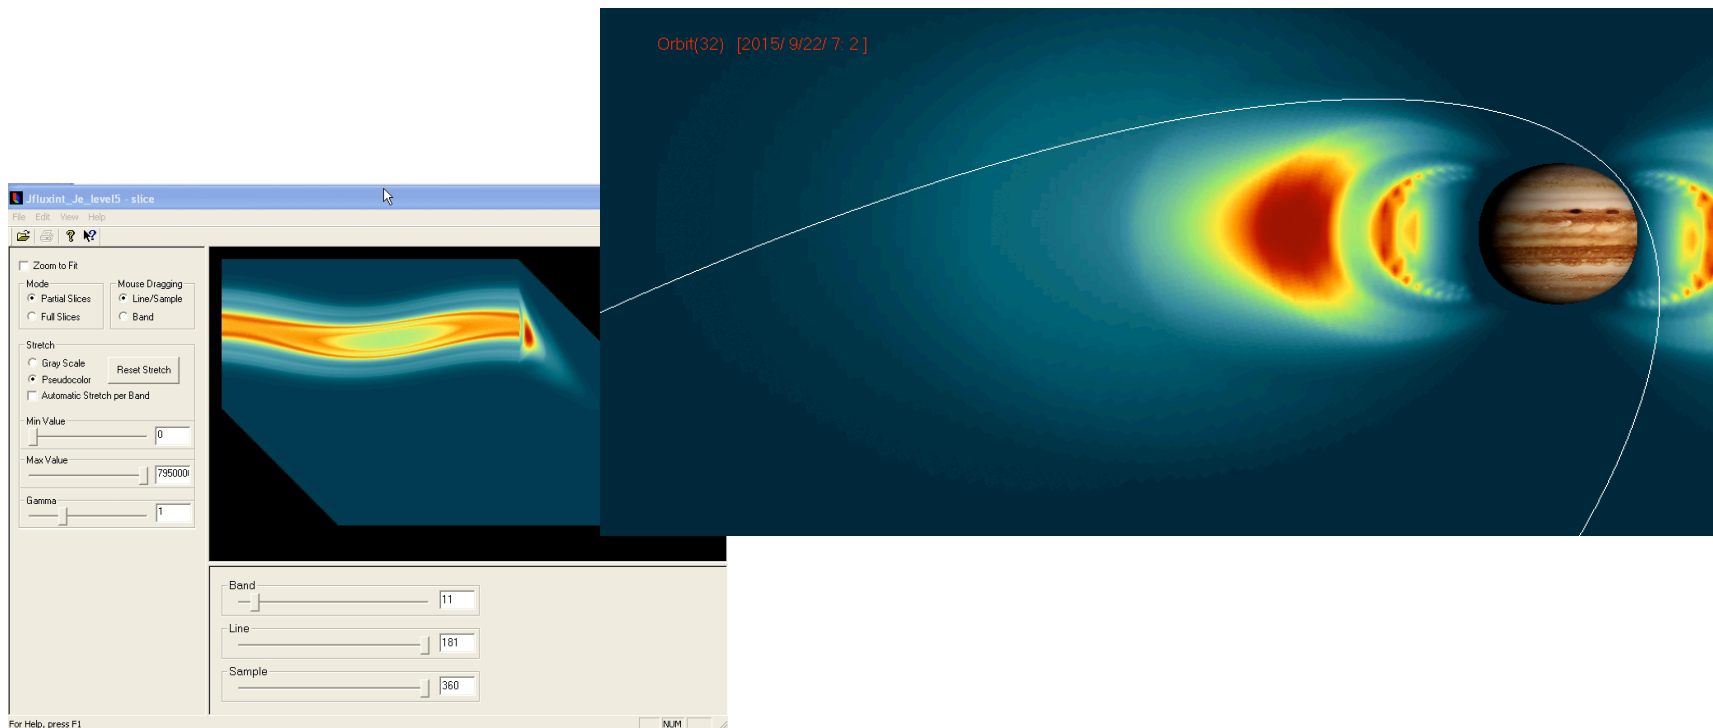 Orbit(32) [2015/ 9/22/ 7: 2 ]
Jfluxint_Je_level5 - slice
File Edit View Help
Zoom to Fit
Mode
Partial Slices
Full Slices
Mouse Dragging
Line/Sample
Band
Stretch
Gray Scale
Pseudocolor
Reset Stretch
Automatic Stretch per Band
Min Value
0
Max Value
795000
Gamma
1
Band
11
Line
181
Sample
360
For Help, press F1
NUM